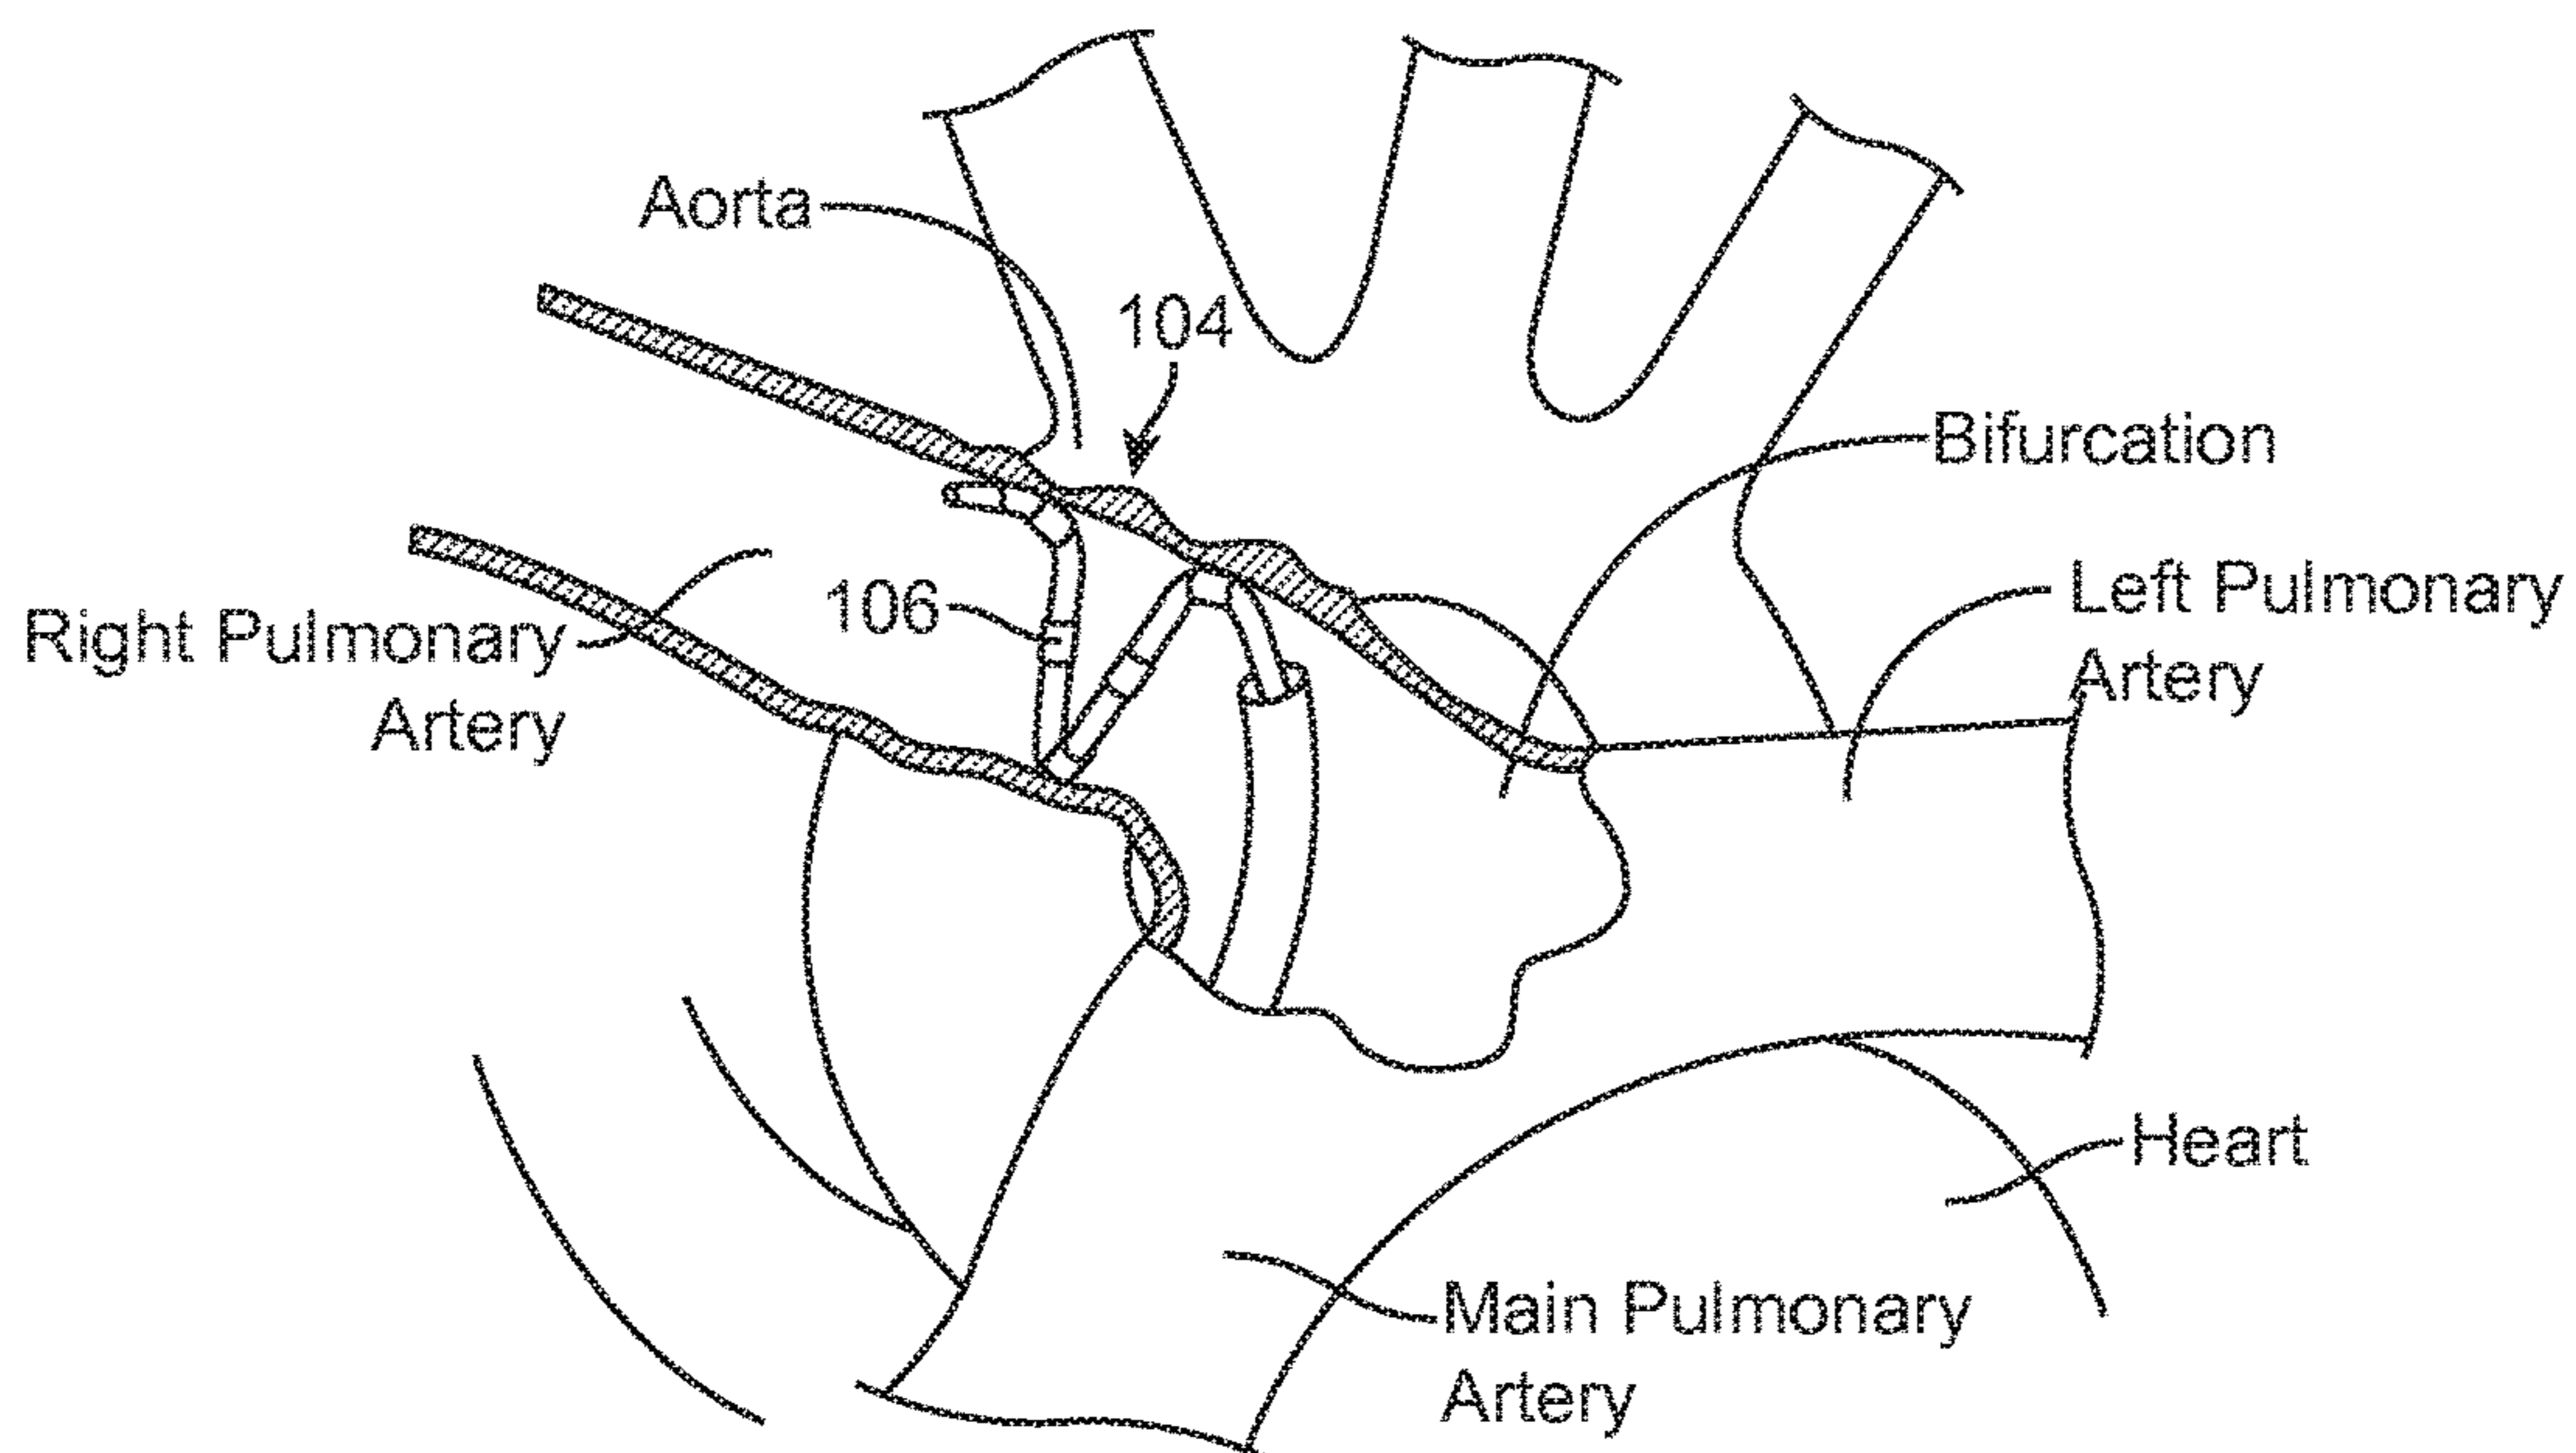 Aorta
104
Bifurcation
106
Right Pulmonary
Artery
Left Pulmonary
Artery
Heart
Main Pulmonary
Artery